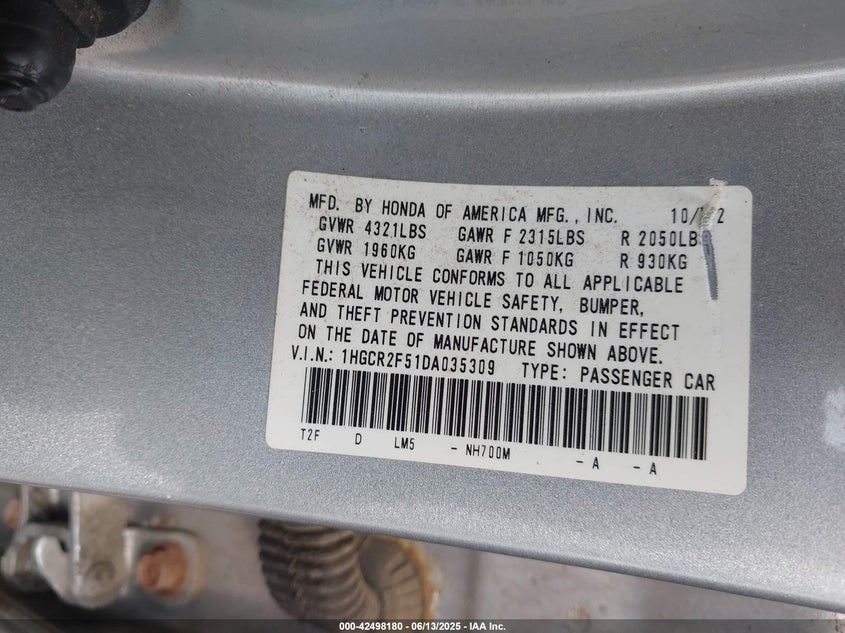 MFD. BY HONDA OF AMERICA MFG., INC. 10/12
GVWR 4321LBS GAWR F 2315LBS R 2050LB
GVWR 1960KG GAWR F 1050KG R 930KG
THIS VEHICLE CONFORMS TO ALL APPLICABLE
FEDERAL MOTOR VEHICLE SAFETY, BUMPER,
AND THEFT PREVENTION STANDARDS IN EFFECT
ON THE DATE OF MANUFACTURE SHOWN ABOVE.
V.I.N.: 1HGCR2F51DA035309 TYPE: PASSENGER CAR
T2F D LM5 - NH700M - A - A
000-42498180 - 06/13/2025 - IAA Inc.